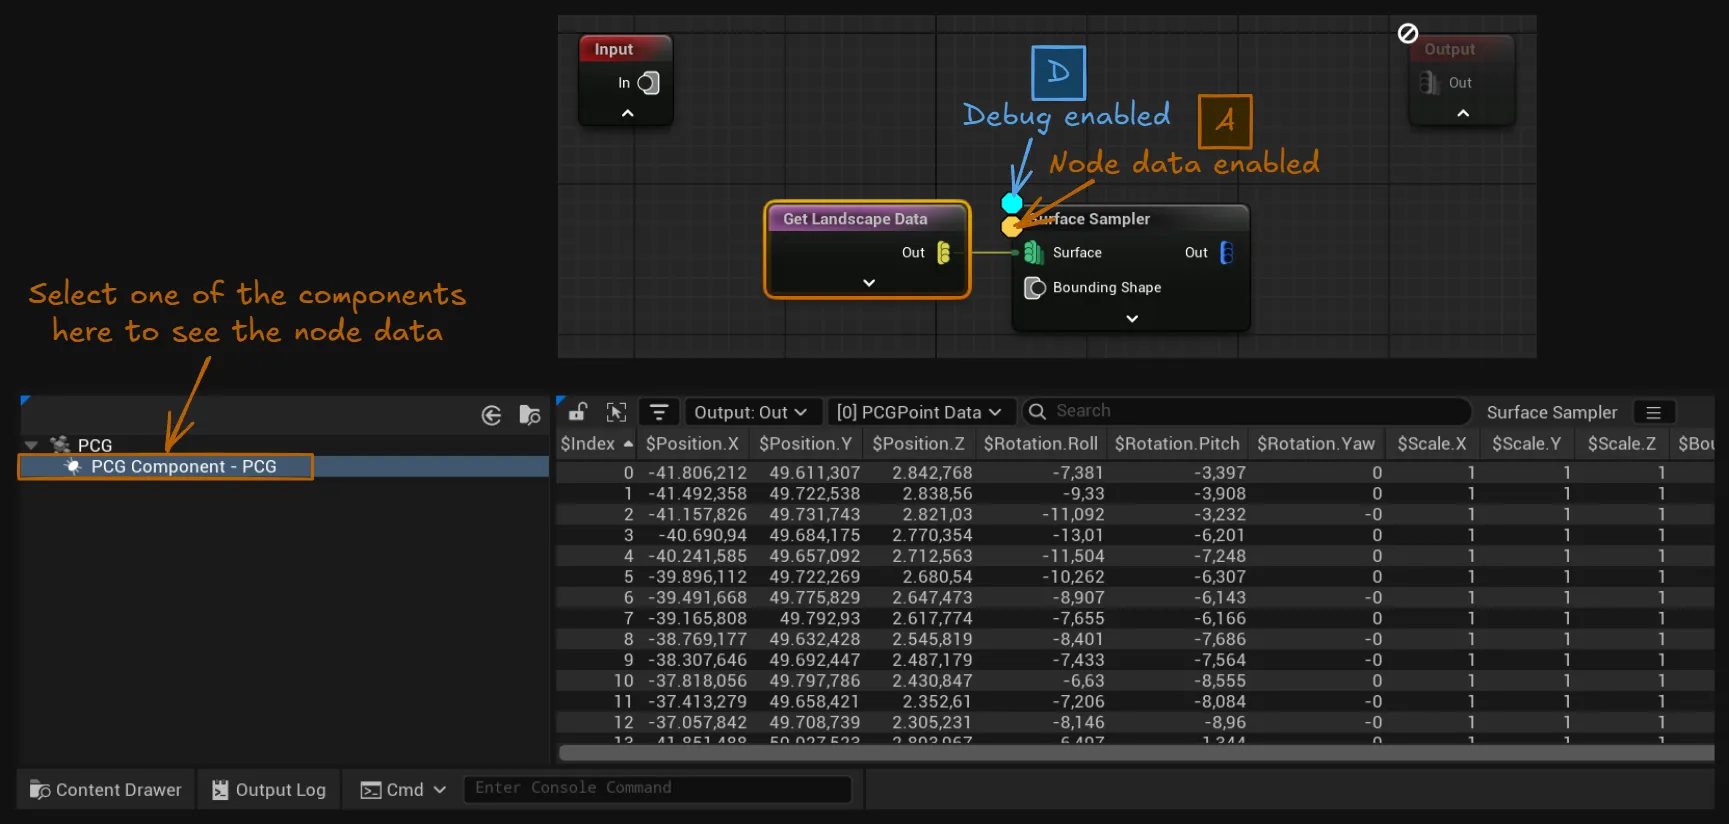 Input
In
Output
Out
D
Debug enabled
A
Node data enabled
Get Landscape Data
Out
Surface Sampler
Surface
Out
Bounding Shape
Select one of the components
here to see the node data
PCG
PCG Component - PCG
Output: Out
[0] PCGPoint Data
Search
Surface Sampler
$Index $Position.X $Position.Y $Position.Z $Rotation.Roll $Rotation.Pitch $Rotation.Yaw $Scale.X $Scale.Y $Scale.Z $Bou
0 -41.806,212 49.611,307 2.842,768 -7,381 -3,397 0 1 1 1
1 -41.492,358 49.722,538 2.838,56 -9,33 -3,908 0 1 1 1
2 -41.157,826 49.731,743 2.821,03 -11,092 -3,232 -0 1 1 1
3 -40.690,94 49.684,175 2.770,354 -13,01 -6,201 0 1 1 1
4 -40.241,585 49.657,092 2.712,563 -11,504 -7,248 0 1 1 1
5 -39.896,112 49.722,269 2.680,54 -10,262 -6,307 0 1 1 1
6 -39.491,668 49.775,829 2.647,473 -8,907 -6,143 -0 1 1 1
7 -39.165,808 49.792,93 2.617,774 -7,655 -6,166 0 1 1 1
8 -38.769,177 49.632,428 2.545,819 -8,401 -7,686 -0 1 1 1
9 -38.307,646 49.692,447 2.487,179 -7,433 -7,564 -0 1 1 1
10 -37.818,056 49.797,786 2.430,847 -6,63 -8,555 0 1 1 1
11 -37.413,279 49.658,421 2.352,61 -7,206 -8,084 -0 1 1 1
12 -37.057,842 49.708,739 2.305,231 -8,146 -8,96 -0 1 1 1
Content Drawer
Output Log
Cmd
Enter Console Command